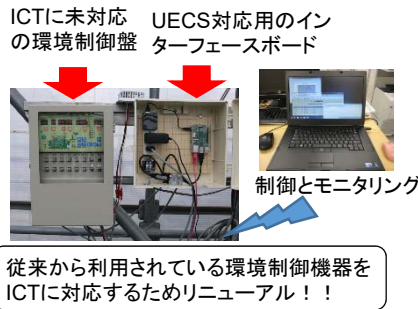 ICTに未対応
の環境制御盤
UECS対応用のイン
ターフェースボード
制御とモニタリング
従来から利用されている環境制御機器を
ICTに対応するためリニューアル！！